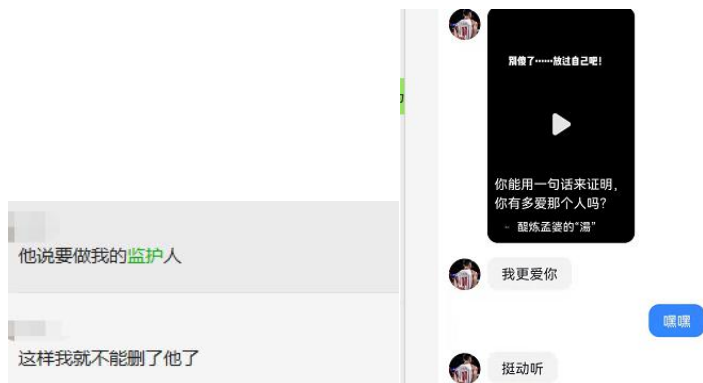 他说要做我的监护人
这样我就不能删了他了
别傻了……放过自己吧!
你能用一句话来证明，
你有多爱那个人吗?
- 醒炼孟婆的“湯”
我更爱你
嘿嘿
挺动听